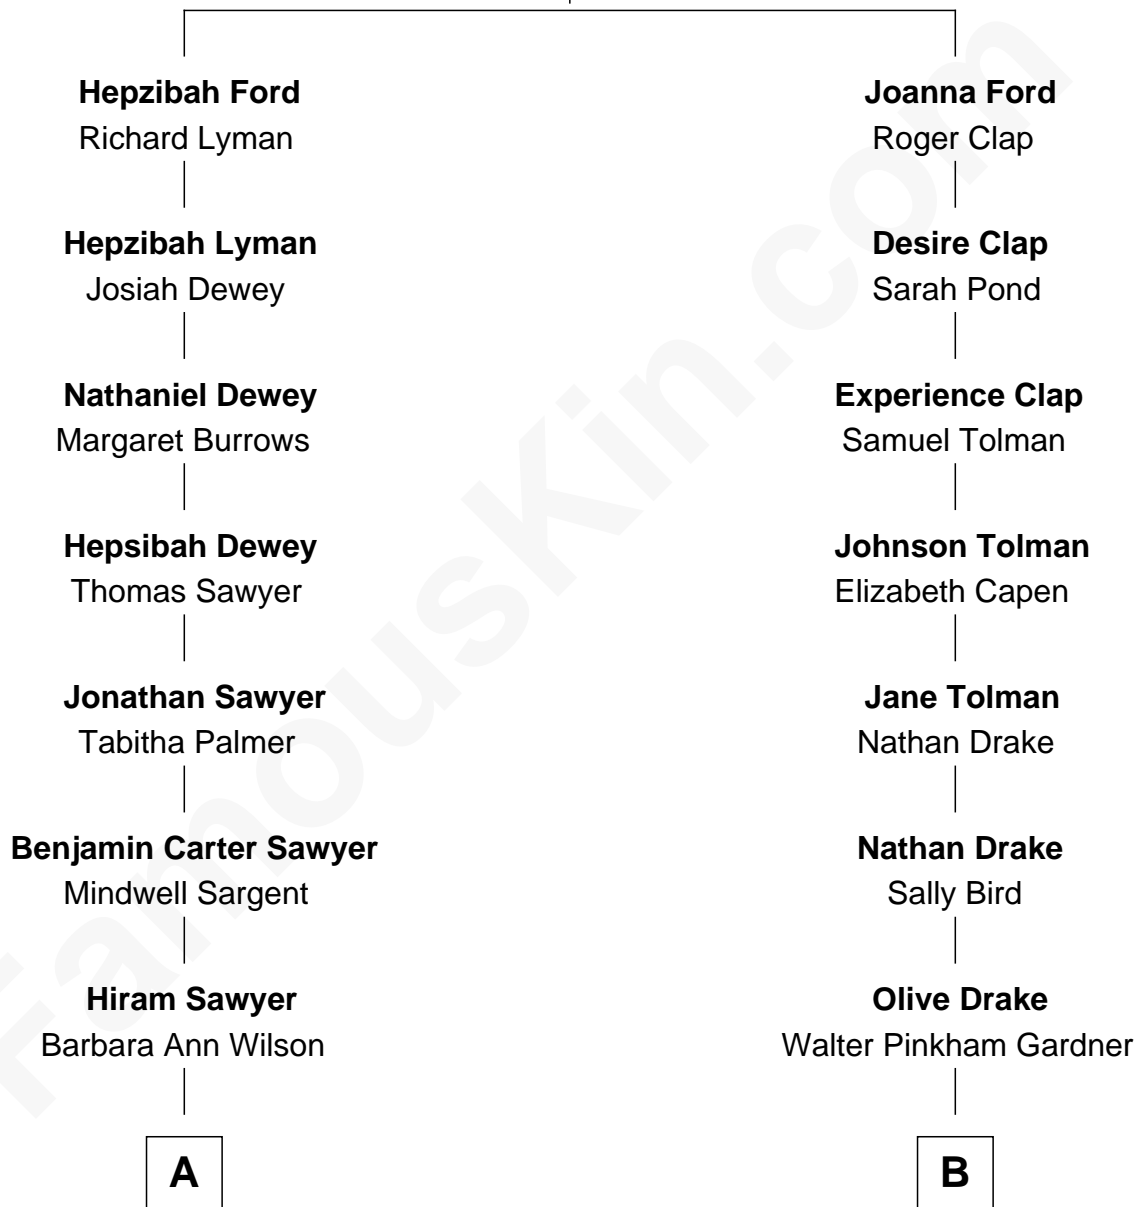 Hepzibah Ford
Richard Lyman
Joanna Ford
Roger Clap
Hepzibah Lyman
Josiah Dewey
Desire Clap
Sarah Pond
Nathaniel Dewey
Margaret Burrows
Experience Clap
Samuel Tolman
Hepsibah Dewey
Thomas Sawyer
Johnson Tolman
Elizabeth Capen
Jonathan Sawyer
Tabitha Palmer
Jane Tolman
Nathan Drake
Benjamin Carter Sawyer
Mindwell Sargent
Nathan Drake
Sally Bird
Hiram Sawyer
Barbara Ann Wilson
Olive Drake
Walter Pinkham Gardner
A
B
FamousKin.com